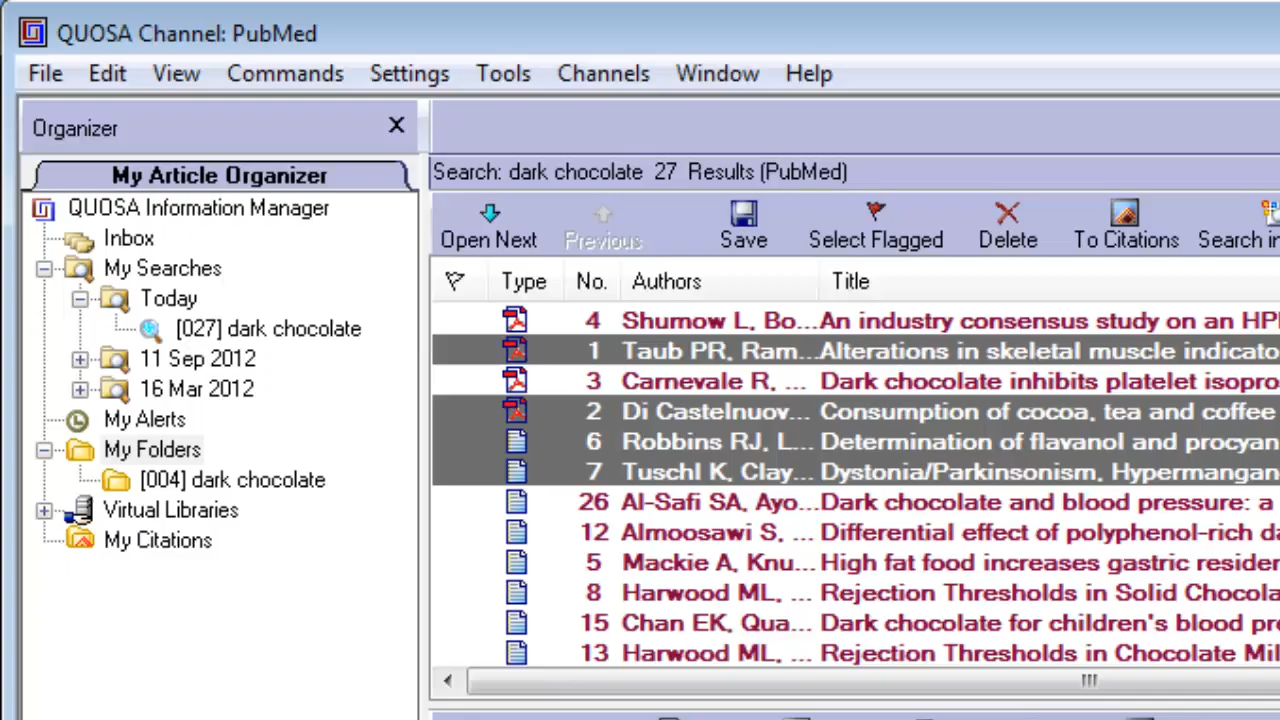 QUOSA Channel: PubMed
File Edit View Commands Settings Tools Channels Window Help
Organizer X
My Article Organizer
QUOSA Information Manager
Inbox
My Searches
Today
[027] dark chocolate
11 Sep 2012
16 Mar 2012
My Alerts
My Folders
[004] dark chocolate
Virtual Libraries
My Citations
Search: dark chocolate 27 Results (PubMed)
Open Next Previous Save Select Flagged Delete To Citations Search in
Type No. Authors Title
4 Shumow L, Bo... An industry consensus study on an HP
1 Taub PR, Ram... Alterations in skeletal muscle indicato
3 Carnevale R, ... Dark chocolate inhibits platelet isopro
2 Di Castelnuov... Consumption of cocoa, tea and coffee
6 Robbins RJ, L... Determination of flavanol and procyan
7 Tuschl K, Clay... Dystonia/Parkinsonism, Hypermangan
26 Al-Safi SA, Ayo... Dark chocolate and blood pressure: a
12 Almoosawi S, ... Differential effect of polyphenol-rich da
5 Mackie A, Knu... High fat food increases gastric residen
8 Harwood ML, ... Rejection Thresholds in Solid Chocola
15 Chan EK, Qua... Dark chocolate for children's blood pre
13 Harwood ML, ... Rejection Thresholds in Chocolate Mil